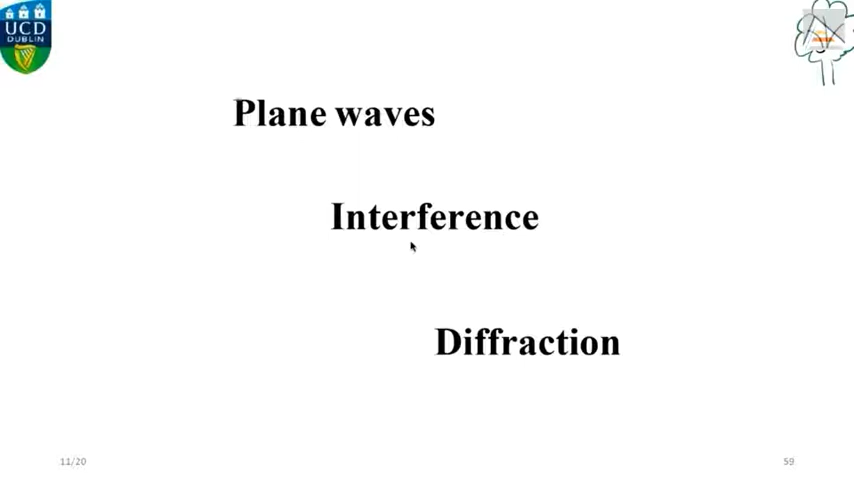 UCD
DUBLIN
Plane waves
Interference
Diffraction
11/20
59